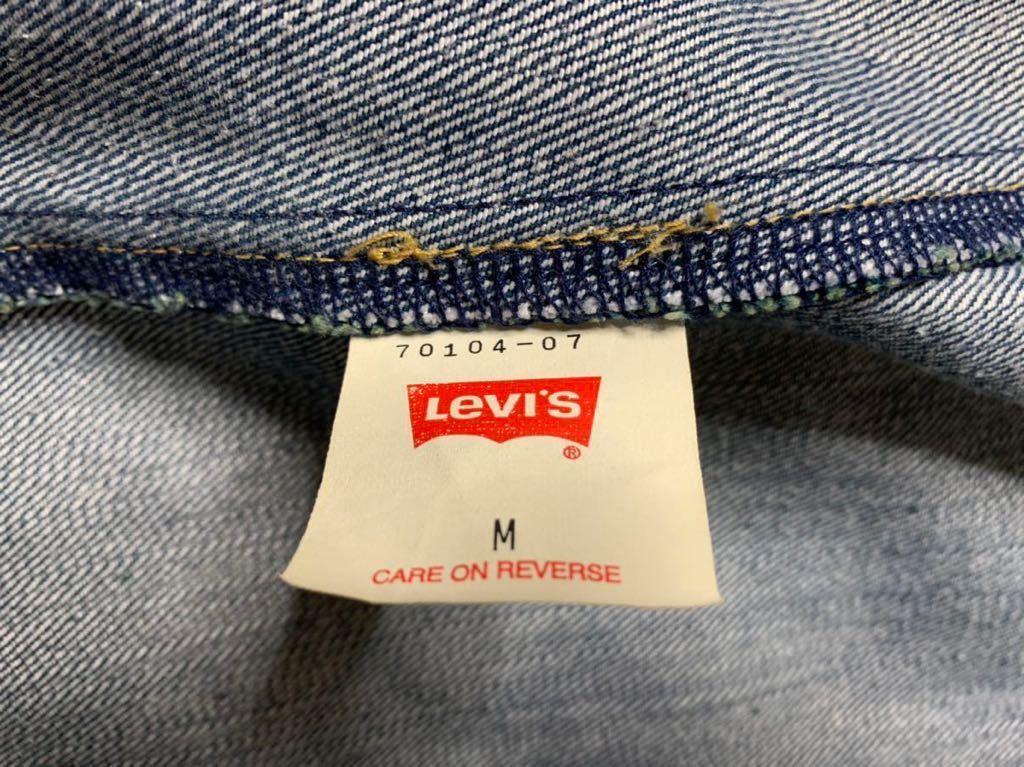 70104-07
LEVI'S
®
M
CARE ON REVERSE